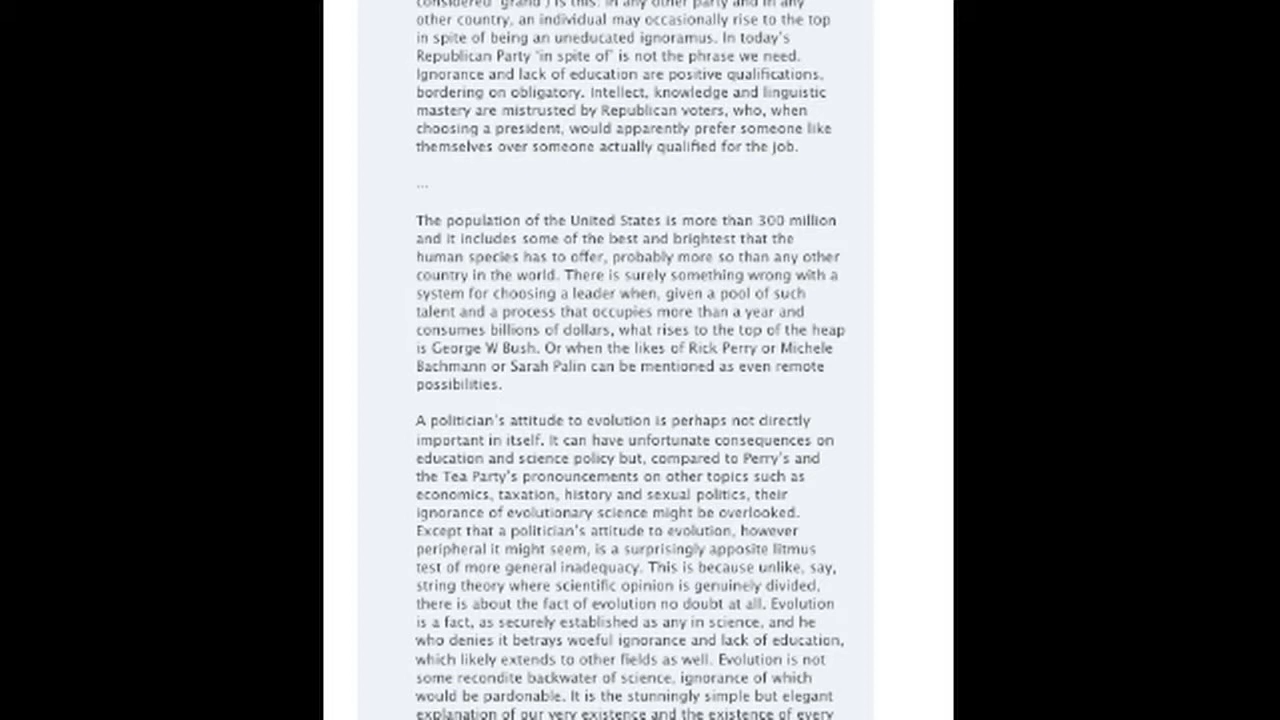 considered 'grand') is this: in any other party and in any
other country, an individual may occasionally rise to the top
in spite of being an uneducated ignoramus. In today's
Republican Party 'in spite of' is not the phrase we need.
Ignorance and lack of education are positive qualifications,
bordering on obligatory. Intellect, knowledge and linguistic
mastery are mistrusted by Republican voters, who, when
choosing a president, would apparently prefer someone like
themselves over someone actually qualified for the job.
...
The population of the United States is more than 300 million
and it includes some of the best and brightest that the
human species has to offer, probably more so than any other
country in the world. There is surely something wrong with a
system for choosing a leader when, given a pool of such
talent and a process that occupies more than a year and
consumes billions of dollars, what rises to the top of the heap
is George W Bush. Or when the likes of Rick Perry or Michele
Bachmann or Sarah Palin can be mentioned as even remote
possibilities.
A politician's attitude to evolution is perhaps not directly
important in itself. It can have unfortunate consequences on
education and science policy but, compared to Perry's and
the Tea Party's pronouncements on other topics such as
economics, taxation, history and sexual politics, their
ignorance of evolutionary science might be overlooked.
Except that a politician's attitude to evolution, however
peripheral it might seem, is a surprisingly apposite litmus
test of more general inadequacy. This is because unlike, say,
string theory where scientific opinion is genuinely divided,
there is about the fact of evolution no doubt at all. Evolution
is a fact, as securely established as any in science, and he
who denies it betrays woeful ignorance and lack of education,
which likely extends to other fields as well. Evolution is not
some recondite backwater of science, ignorance of which
would be pardonable. It is the stunningly simple but elegant
explanation of our very existence and the existence of every